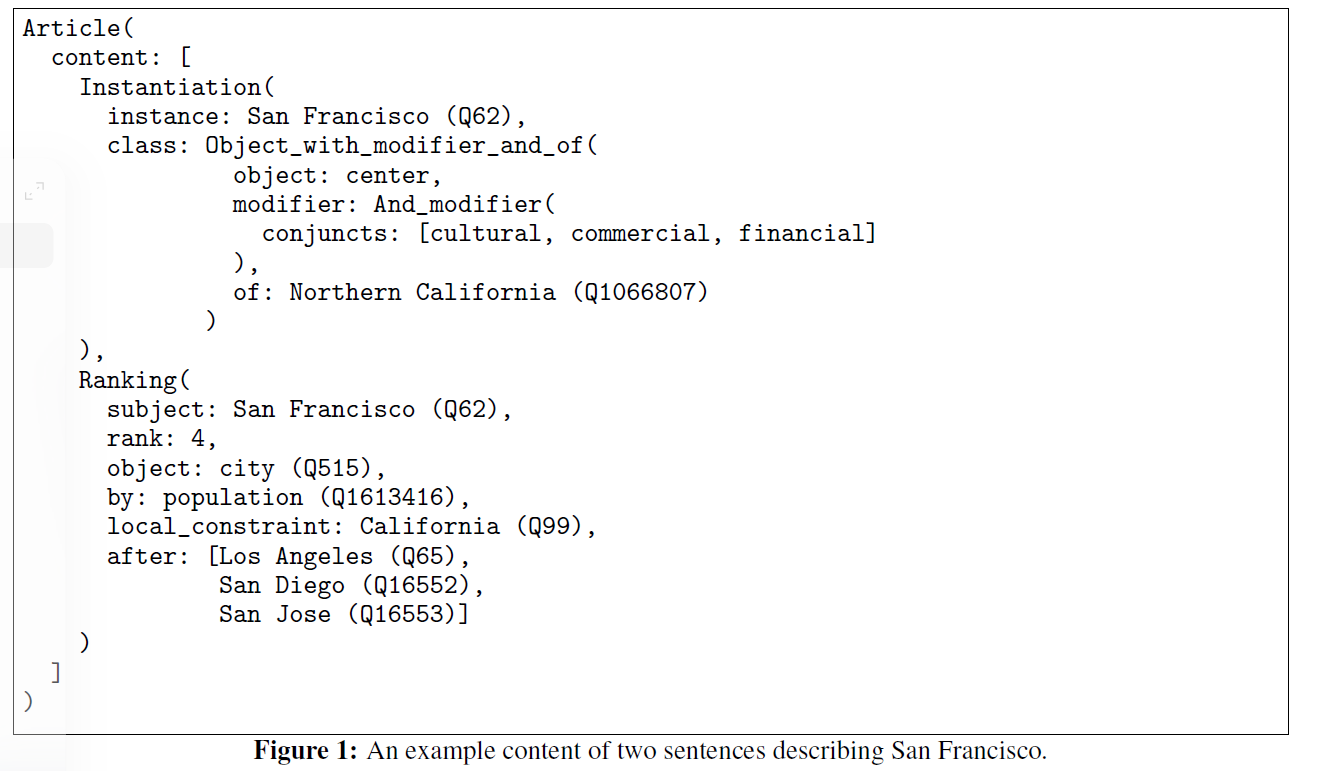 Article(
  content: [
    Instantiation(
      instance: San Francisco (Q62),
      class: Object_with_modifier_and_of(
               object: center,
               modifier: And_modifier(
                 conjuncts: [cultural, commercial, financial]
               ),
               of: Northern California (Q1066807)
             )
    ),
    Ranking(
      subject: San Francisco (Q62),
      rank: 4,
      object: city (Q515),
      by: population (Q1613416),
      local_constraint: California (Q99),
      after: [Los Angeles (Q65),
              San Diego (Q16552),
              San Jose (Q16553)]
    )
  ]
)
Figure 1: An example content of two sentences describing San Francisco.